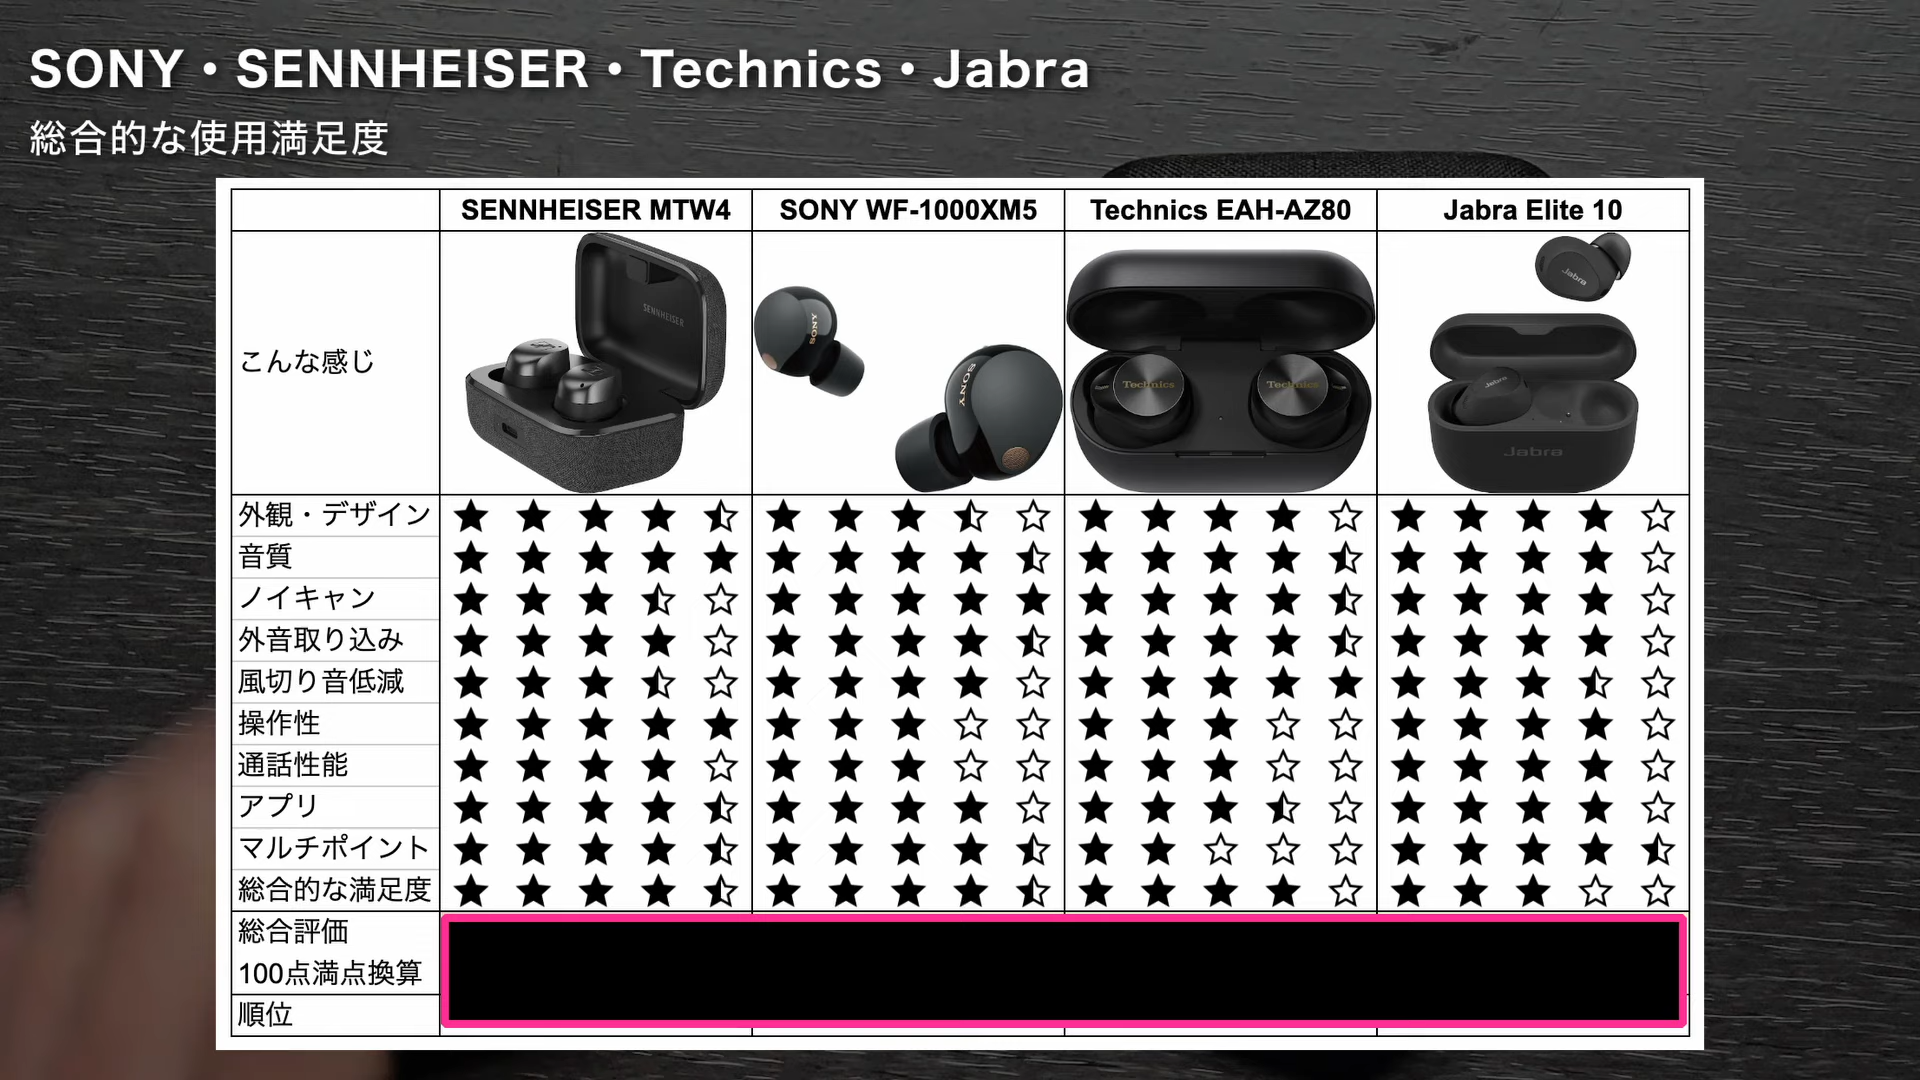 SONY・SENNHEISER・Technics・Jabra
総合的な使用満足度
SENNHEISER MTW4 SONY WF-1000XM5 Technics EAH-AZ80 Jabra Elite 10
こんな感じ
SENNHEISER
SONY
SONY
Technics
Technics
Jabra
Jabra
Jabra
外観・デザイン ★★★★⯪ ★★★⯪☆ ★★★★☆ ★★★★☆
音質 ★★★★★ ★★★★⯪ ★★★★⯪ ★★★★☆
ノイキャン ★★★⯪☆ ★★★★★ ★★★★⯪ ★★★★☆
外音取り込み ★★★★☆ ★★★★⯪ ★★★★⯪ ★★★★☆
風切り音低減 ★★★⯪☆ ★★★★☆ ★★★★★ ★★★⯪☆
操作性 ★★★★★ ★★★☆☆ ★★★☆☆ ★★★★☆
通話性能 ★★★★☆ ★★★☆☆ ★★★☆☆ ★★★★☆
アプリ ★★★★⯪ ★★★★☆ ★★★⯪☆ ★★★★☆
マルチポイント ★★★★⯪ ★★★★⯪ ★★☆☆☆ ★★★★⯪
総合的な満足度 ★★★★⯪ ★★★★⯪ ★★★★☆ ★★★☆☆
総合評価
100点満点換算
順位